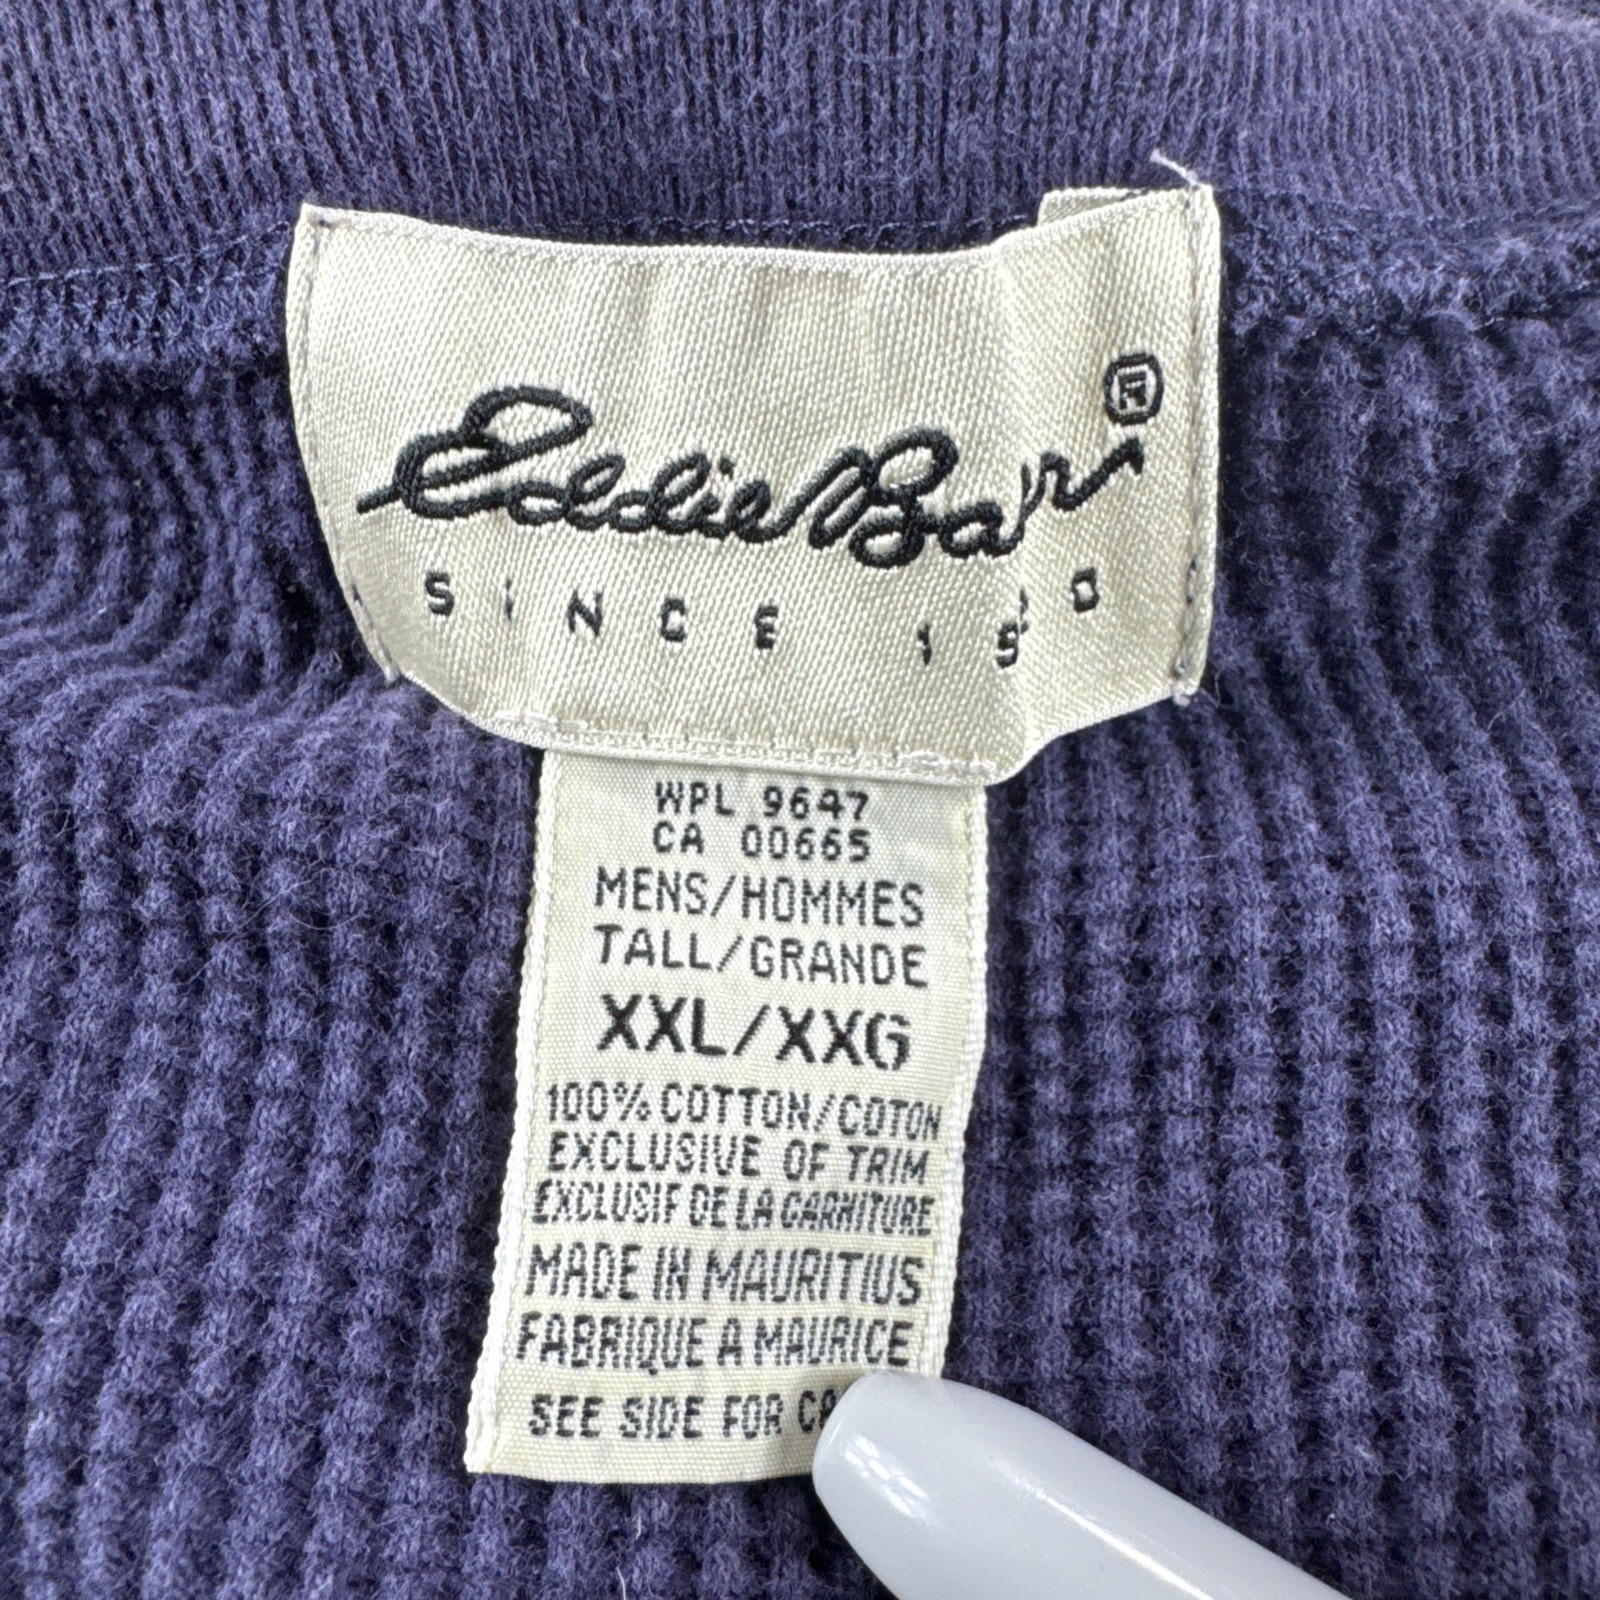 Eddie Bauer®
SINCE 1920
WPL 9647
CA 00665
MENS/HOMMES
TALL/GRANDE
XXL/XXG
100% COTTON/COTON
EXCLUSIVE OF TRIM
EXCLUSIF DE LA GARNITURE
MADE IN MAURITIUS
FABRIQUE A MAURICE
SEE SIDE FOR